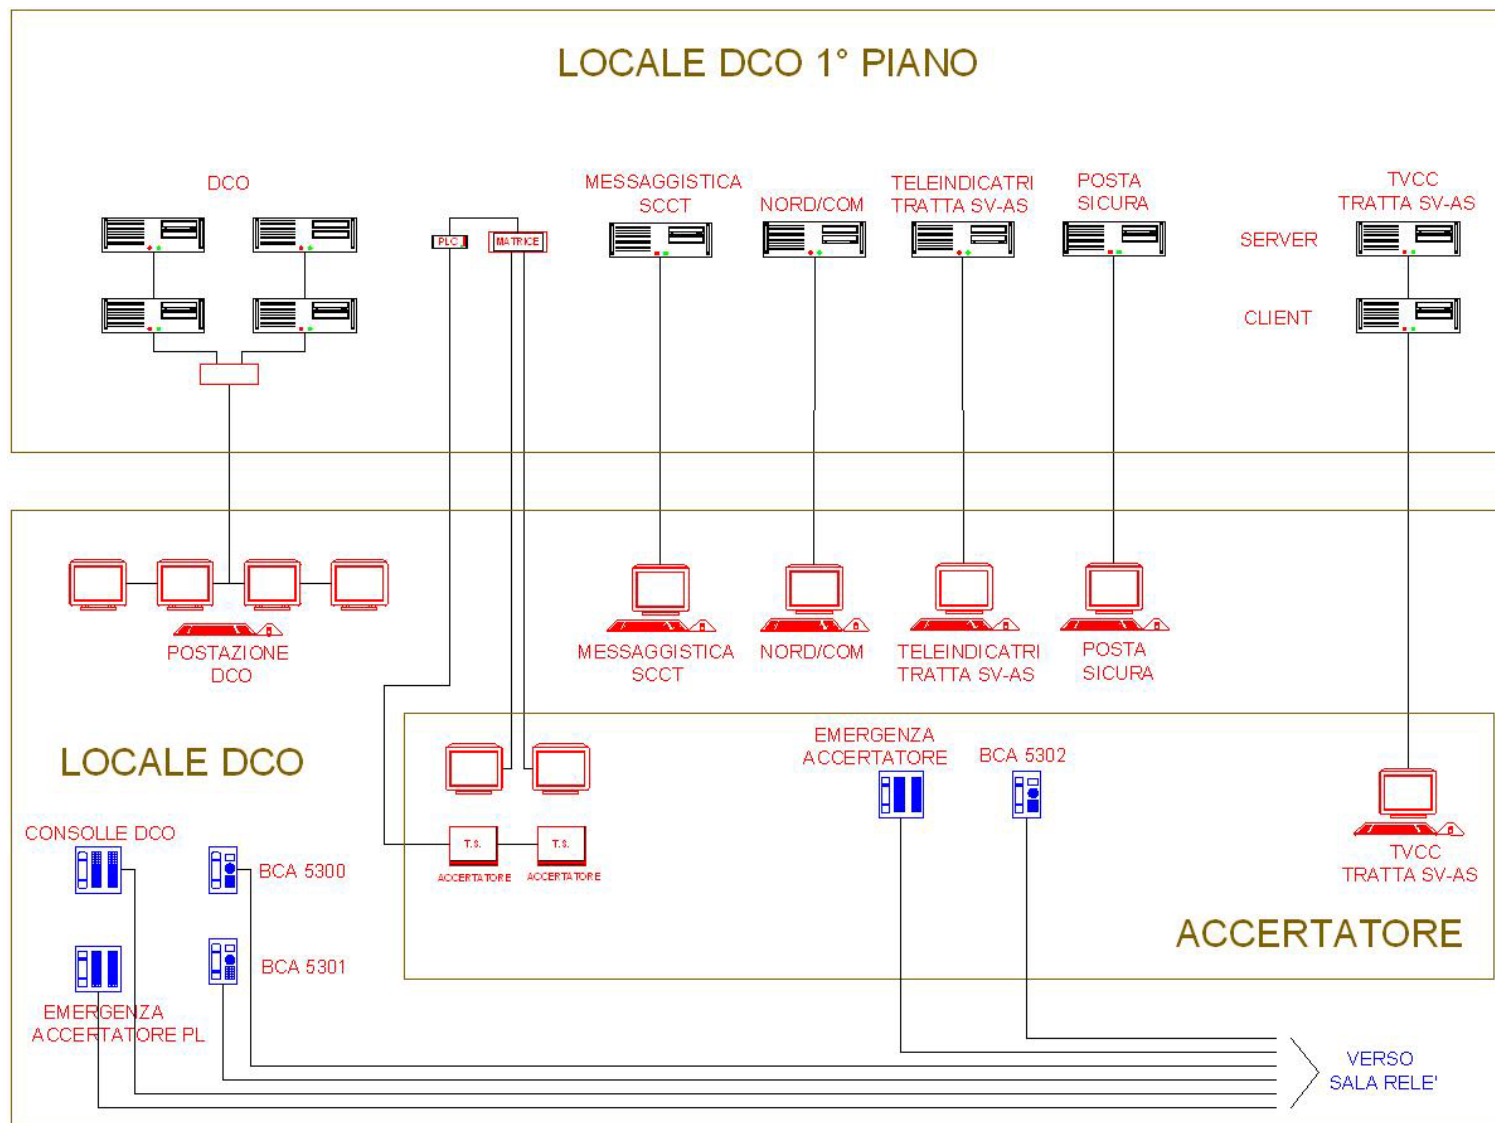 LOCALE DCO 1° PIANO
DCO
MESSAGGISTICA
SCCT
NORD/COM
TELEINDICATRI
TRATTA SV-AS
POSTA
SICURA
TVCC
TRATTA SV-AS
PLC
MATRICE
SERVER
CLIENT
POSTAZIONE
DCO
MESSAGGISTICA
SCCT
NORD/COM
TELEINDICATRI
TRATTA SV-AS
POSTA
SICURA
LOCALE DCO
EMERGENZA
ACCERTATORE
BCA 5302
CONSOLLE DCO
BCA 5300
T.S.
T.S.
ACCERTATORE
ACCERTATORE
TVCC
TRATTA SV-AS
ACCERTATORE
BCA 5301
EMERGENZA
ACCERTATORE PL
VERSO
SALA RELE'